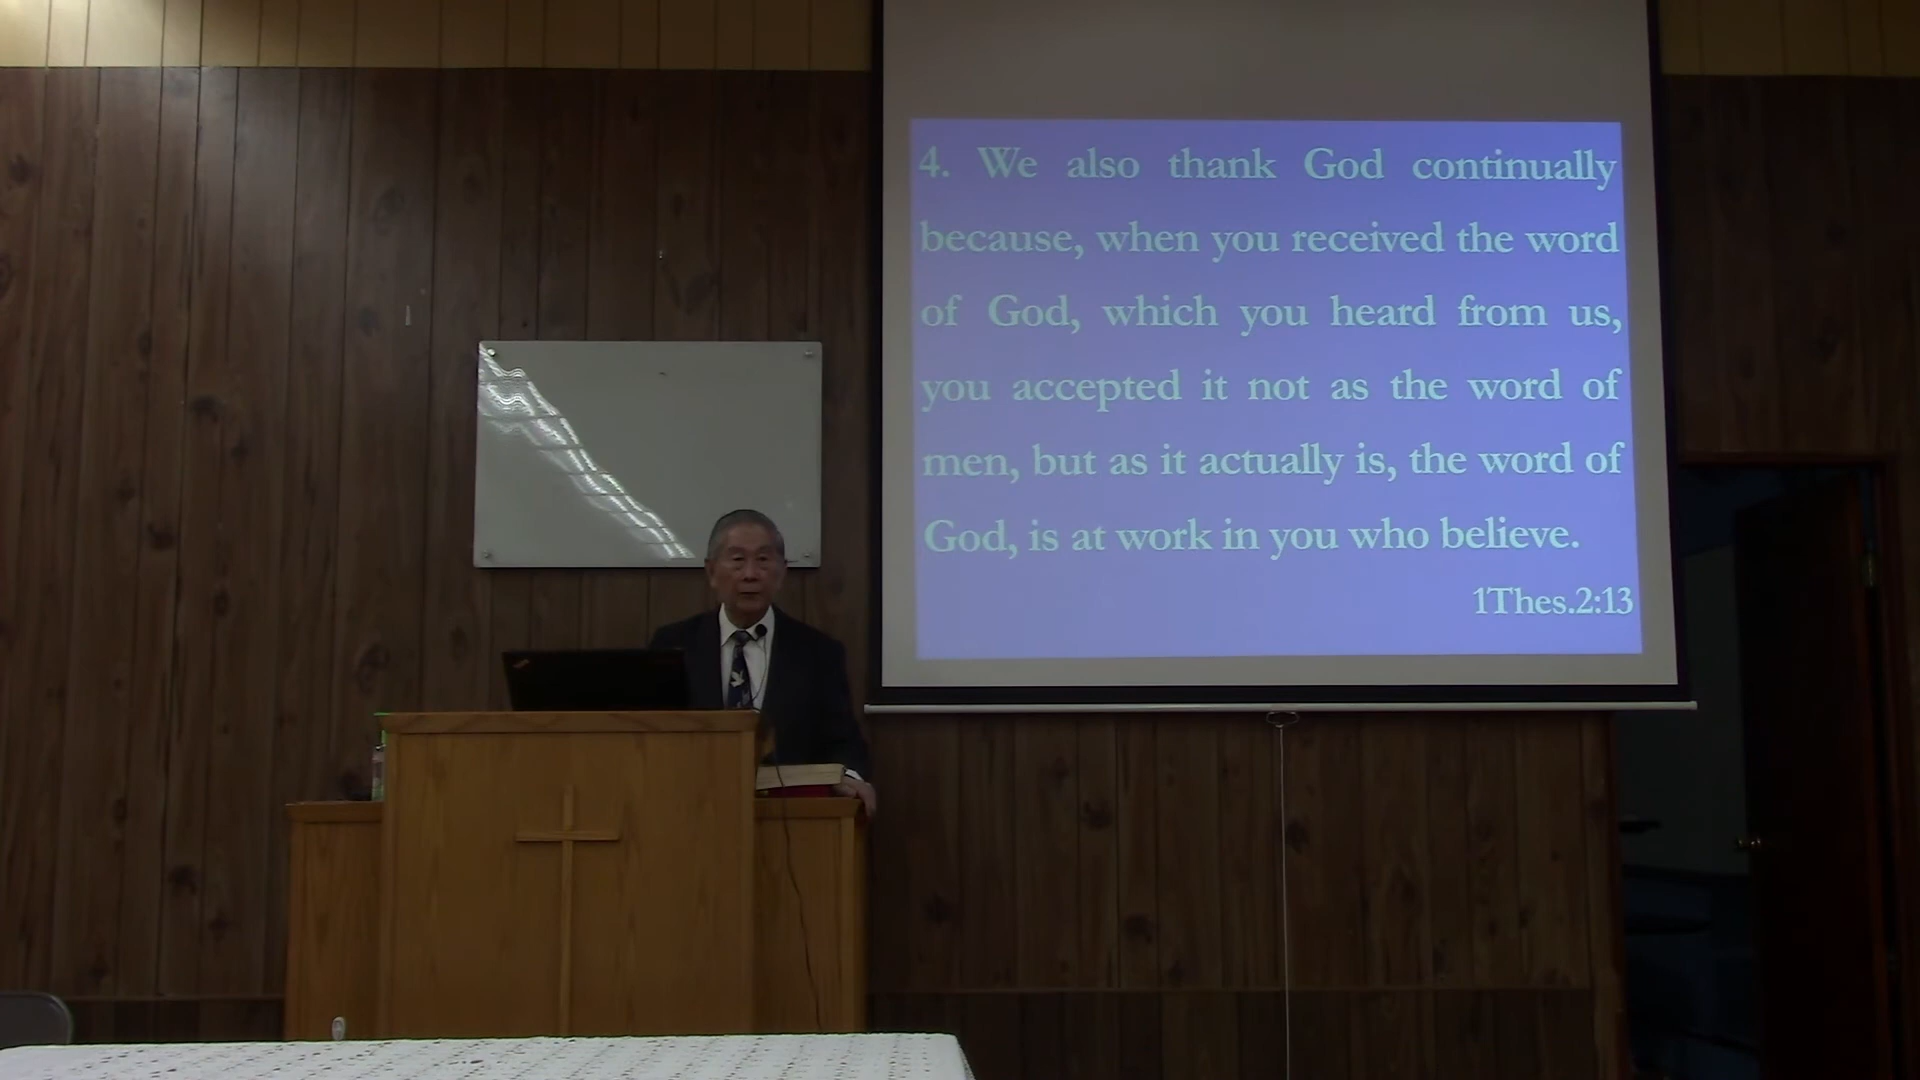 4. We also thank God continually
because, when you received the word
of God, which you heard from us,
you accepted it not as the word of
men, but as it actually is, the word of
God, is at work in you who believe.
1Thes.2:13